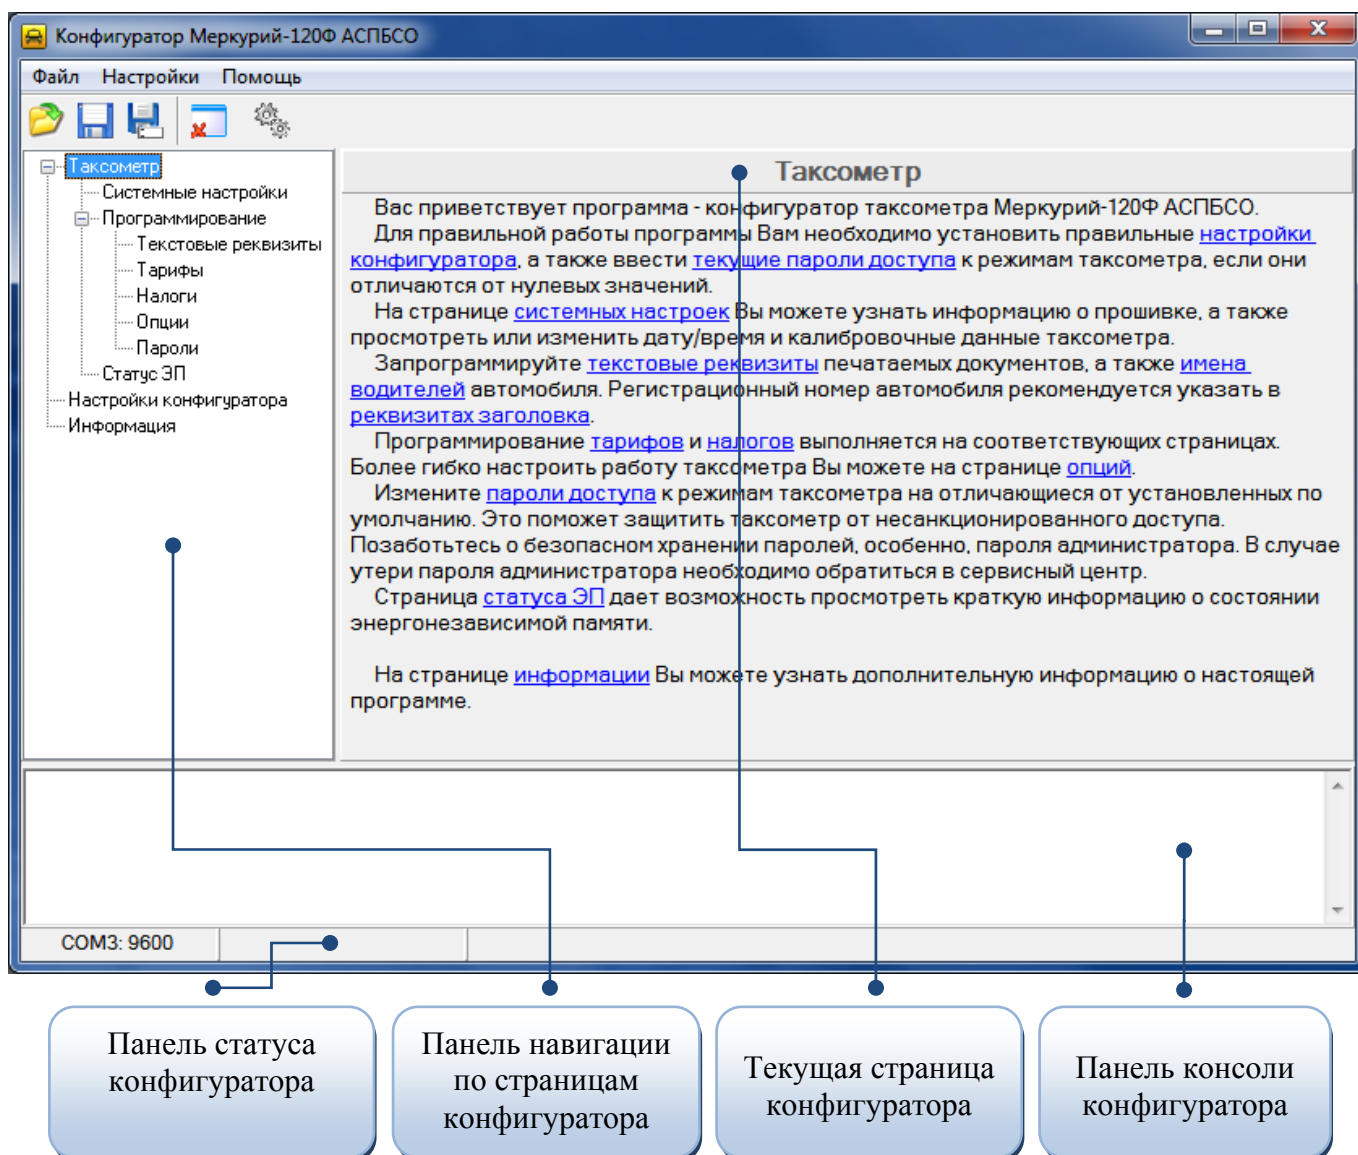 Конфигуратор Меркурий-120Ф АСПБСО
Файл Настройки Помощь
Таксометр
Системные настройки
Программирование
Текстовые реквизиты
Тарифы
Налоги
Опции
Пароли
Статус ЭП
Настройки конфигуратора
Информация
Таксометр
Вас приветствует программа - конфигуратор таксометра Меркурий-120Ф АСПБСО.
Для правильной работы программы Вам необходимо установить правильные настройки
конфигуратора, а также ввести текущие пароли доступа к режимам таксометра, если они
отличаются от нулевых значений.
На странице системных настроек Вы можете узнать информацию о прошивке, а также
просмотреть или изменить дату/время и калибровочные данные таксометра.
Запрограммируйте текстовые реквизиты печатаемых документов, а также имена
водителей автомобиля. Регистрационный номер автомобиля рекомендуется указать в
реквизитах заголовка.
Программирование тарифов и налогов выполняется на соответствующих страницах.
Более гибко настроить работу таксометра Вы можете на странице опций.
Измените пароли доступа к режимам таксометра на отличающиеся от установленных по
умолчанию. Это поможет защитить таксометр от несанкционированного доступа.
Позаботьтесь о безопасном хранении паролей, особенно, пароля администратора. В случае
утери пароля администратора необходимо обратиться в сервисный центр.
Страница статуса ЭП дает возможность просмотреть краткую информацию о состоянии
энергонезависимой памяти.
На странице информации Вы можете узнать дополнительную информацию о настоящей
программе.
COM3: 9600
Панель статуса
конфигуратора
Панель навигации
по страницам
конфигуратора
Текущая страница
конфигуратора
Панель консоли
конфигуратора